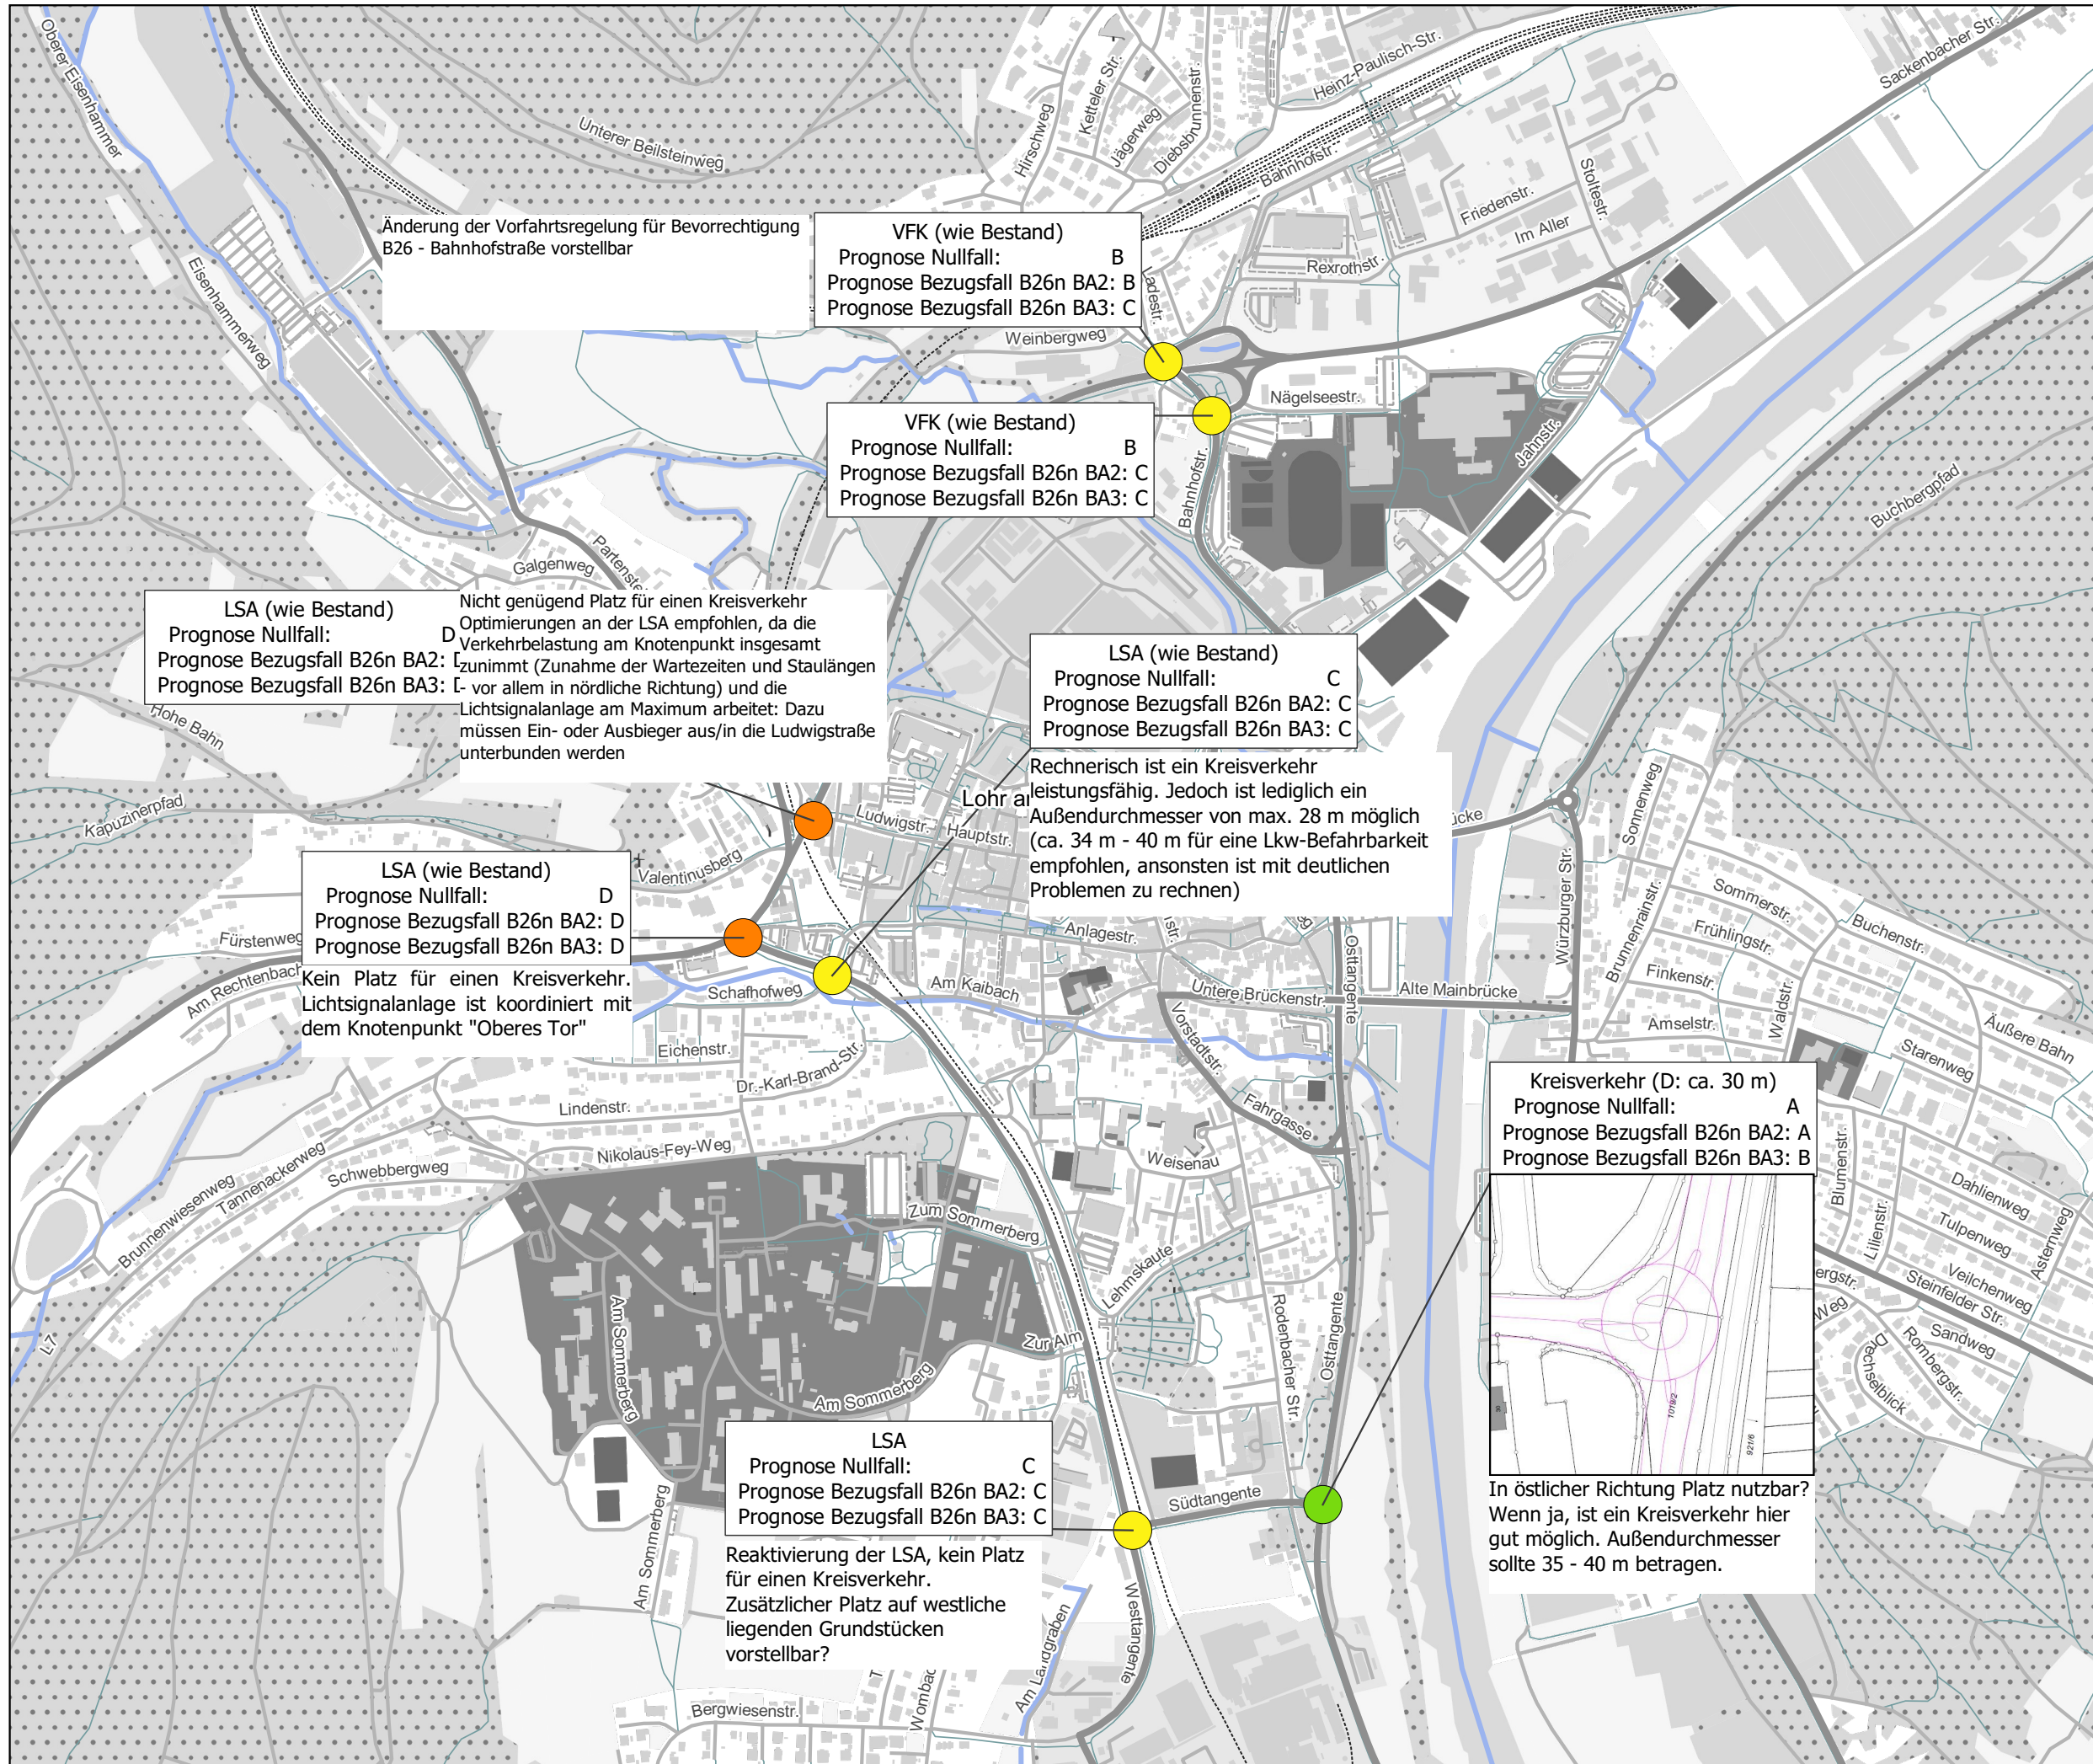 Oberer Eisenhammer
Unterer Beilsteinweg
Hirschweg
Ketteler Str.
Jägerweg
Diebsbrunnenstr.
Heinz-Paulisch-Str.
Bahnhofstr.
Sackenbacher Str.
Stoltestr.
Friedenstr.
Im Aller
Rexrothstr.
Eisenhammerweg
Änderung der Vorfahrtsregelung für Bevorrechtigung
B26 - Bahnhofstraße vorstellbar
VFK (wie Bestand)
Prognose Nullfall: B
Prognose Bezugsfall B26n BA2: B
Prognose Bezugsfall B26n BA3: C
Weinbergweg
Nägelseestr.
Jahnstr.
Bahnhofstr.
Buchbergpfad
VFK (wie Bestand)
Prognose Nullfall: B
Prognose Bezugsfall B26n BA2: C
Prognose Bezugsfall B26n BA3: C
Galgenweg
LSA (wie Bestand)
Prognose Nullfall: D
Prognose Bezugsfall B26n BA2:
Prognose Bezugsfall B26n BA3:
Nicht genügend Platz für einen Kreisverkehr
Optimierungen an der LSA empfohlen, da die
Verkehrbelastung am Knotenpunkt insgesamt
zunimmt (Zunahme der Wartezeiten und Staulängen
- vor allem in nördliche Richtung) und die
Lichtsignalanlage am Maximum arbeitet: Dazu
müssen Ein- oder Ausbieger aus/in die Ludwigstraße
unterbunden werden
LSA (wie Bestand)
Prognose Nullfall: C
Prognose Bezugsfall B26n BA2: C
Prognose Bezugsfall B26n BA3: C
Rechnerisch ist ein Kreisverkehr
leistungsfähig. Jedoch ist lediglich ein
Außendurchmesser von max. 28 m möglich
(ca. 34 m - 40 m für eine Lkw-Befahrbarkeit
empfohlen, ansonsten ist mit deutlichen
Problemen zu rechnen)
Hohe Bahn
Kapuzinerpfad
Lohr
Ludwigstr.
Hauptstr.
Valentinusberg
LSA (wie Bestand)
Prognose Nullfall: D
Prognose Bezugsfall B26n BA2: D
Prognose Bezugsfall B26n BA3: D
Kein Platz für einen Kreisverkehr.
Lichtsignalanlage ist koordiniert mit
dem Knotenpunkt "Oberes Tor"
Fürstenweg
Am Rechtenbach
Schafhofweg
Am Kaibach
Anlagestr.
Untere Brückenstr.
Alte Mainbrücke
Osttangente
Würzburger Str.
Sonnenweg
Brunnenrainstr.
Sommerstr.
Frühlingstr.
Finkenstr.
Amselstr.
Waldstr.
Buchenstr.
Äußere Bahn
Starenweg
Eichenstr.
Dr.-Karl-Brand-Str.
Lindenstr.
Nikolaus-Fey-Weg
Vorstadtstr.
Fahrgasse
Weisenau
Brunnenwiesenweg
Tannenackerweg
Schwebbergweg
L7
Zum Sommerberg
Lehmskaute
Zur Alm
Am Sommerberg
Am Sommerberg
Am Sommerberg
Rodenbacher Str.
Osttangente
Kreisverkehr (D: ca. 30 m)
Prognose Nullfall: A
Prognose Bezugsfall B26n BA2: A
Prognose Bezugsfall B26n BA3: B
1019/2
921/6
In östlicher Richtung Platz nutzbar?
Wenn ja, ist ein Kreisverkehr hier
gut möglich. Außendurchmesser
sollte 35 - 40 m betragen.
Blumenstr.
Lilienstr.
Dahlienweg
Tulpenweg
Asternweg
Veilchenweg
Steinfelder Str.
Sandweg
Rombergstr.
Drechselblick
Weg
LSA
Prognose Nullfall: C
Prognose Bezugsfall B26n BA2: C
Prognose Bezugsfall B26n BA3: C
Reaktivierung der LSA, kein Platz
für einen Kreisverkehr.
Zusätzlicher Platz auf westliche
liegenden Grundstücken
vorstellbar?
Südtangente
Westtangente
Am Landgraben
Bergwiesenstr.